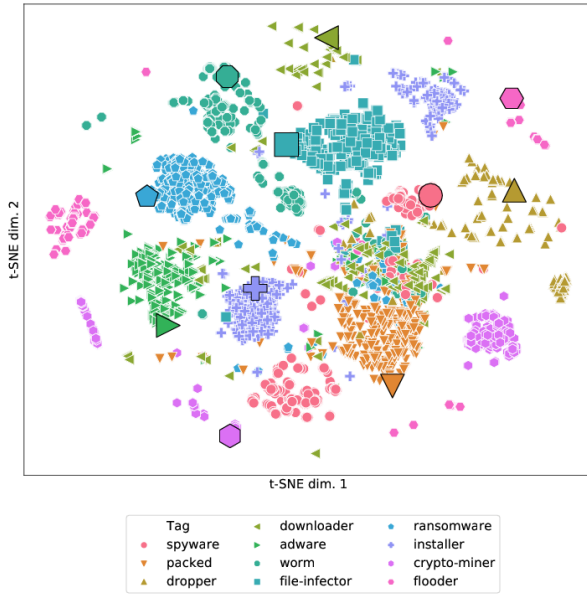 t-SNE dim. 2
t-SNE dim. 1
Tag
spyware
packed
dropper
downloader
adware
worm
file-infector
ransomware
installer
crypto-miner
flooder